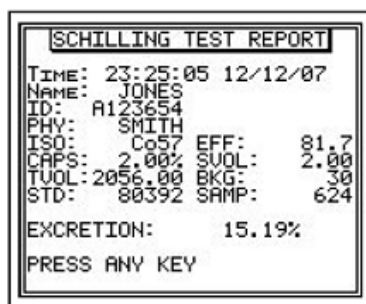 SCHILLING TEST REPORT
TIME: 23:25:05 12/12/07
NAME: JONES
ID: A123654
PHY: SMITH
ISO: Co57 EFF: 81.7
CAPS: 2.00% SVOL: 2.00
TVOL:2056.00 BKG: 30
STD: 80392 SAMP: 624
EXCRETION: 15.19%
PRESS ANY KEY